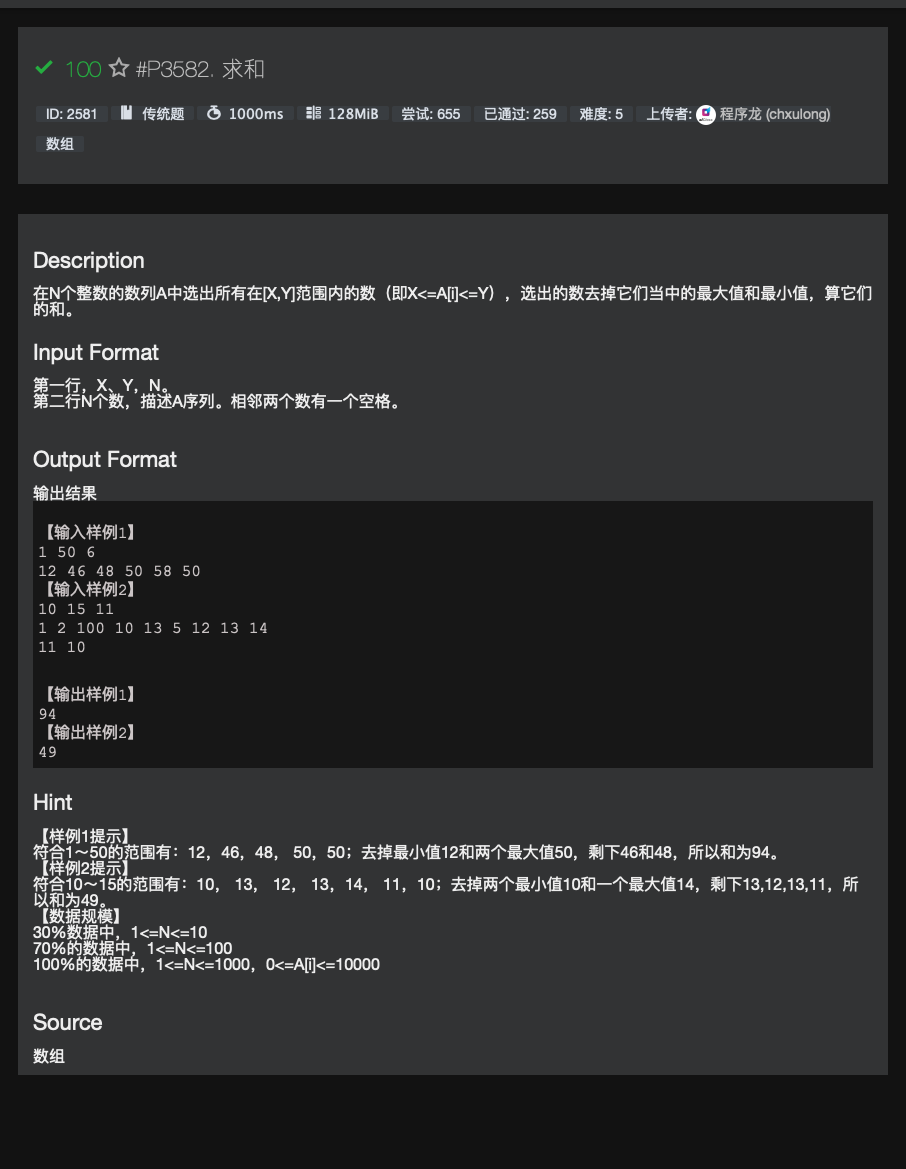 100 #P3582. 求和
ID: 2581 传统题 1000ms 128MiB 尝试: 655 已通过: 259 难度: 5 上传者: 程序龙 (chxulong)
数组
Description
在N个整数的数列A中选出所有在[X,Y]范围内的数（即X<=A[i]<=Y），选出的数去掉它们当中的最大值和最小值，算它们
的和。
Input Format
第一行，X、Y，N。
第二行N个数，描述A序列。相邻两个数有一个空格。
Output Format
输出结果
【输入样例1】
1 50 6
12 46 48 50 58 50
【输入样例2】
10 15 11
1 2 100 10 13 5 12 13 14
11 10
【输出样例1】
94
【输出样例2】
49
Hint
【样例1提示】
符合1～50的范围有：12，46，48， 50，50；去掉最小值12和两个最大值50，剩下46和48，所以和为94。
【样例2提示】
符合10～15的范围有：10， 13， 12， 13，14， 11，10；去掉两个最小值10和一个最大值14，剩下13,12,13,11，所
以和为49。
【数据规模】
30%数据中，1<=N<=10
70%的数据中，1<=N<=100
100%的数据中，1<=N<=1000，0<=A[i]<=10000
Source
数组